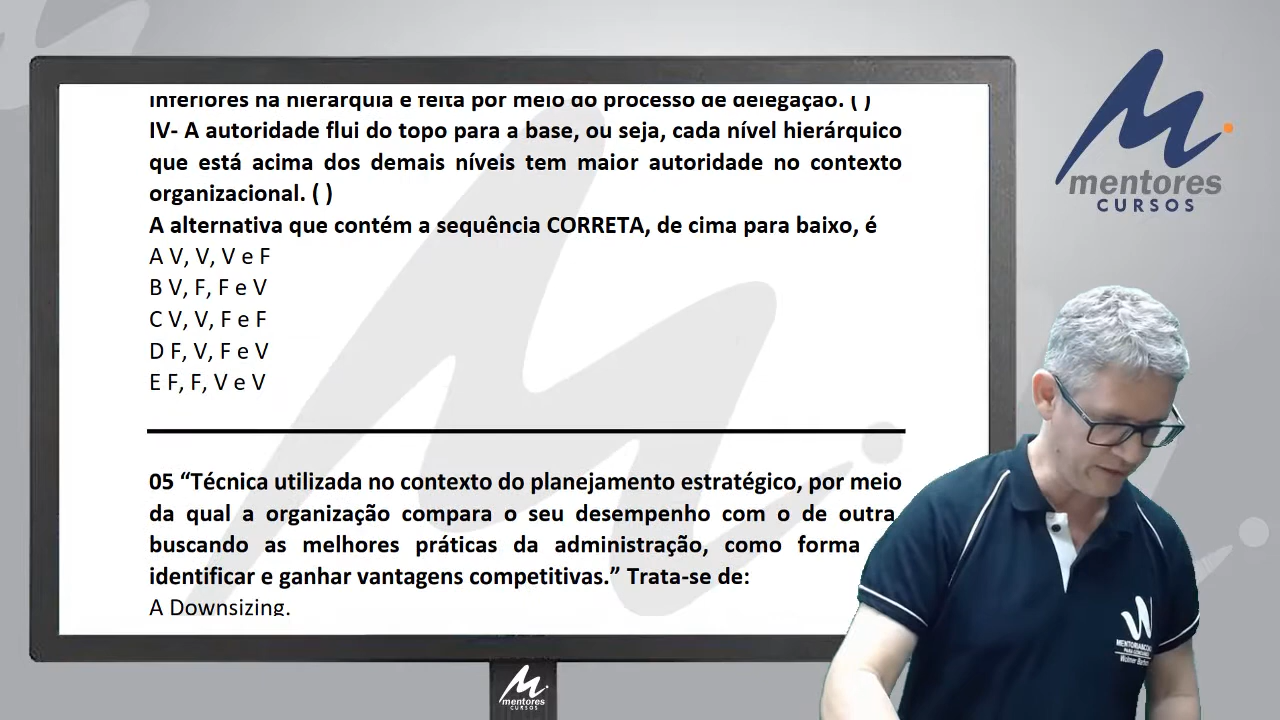 inferiores na hierarquia é feita por meio do processo de delegação. ( )
IV- A autoridade flui do topo para a base, ou seja, cada nível hierárquico
que está acima dos demais níveis tem maior autoridade no contexto
organizacional. ( )
A alternativa que contém a sequência CORRETA, de cima para baixo, é
A V, V, V e F
B V, F, F e V
C V, V, F e F
D F, V, F e V
E F, F, V e V
05 “Técnica utilizada no contexto do planejamento estratégico, por meio
da qual a organização compara o seu desempenho com o de outra,
buscando as melhores práticas da administração, como forma
identificar e ganhar vantagens competitivas.” Trata-se de:
A Downsizing.
mentores
CURSOS
mentores
CURSOS